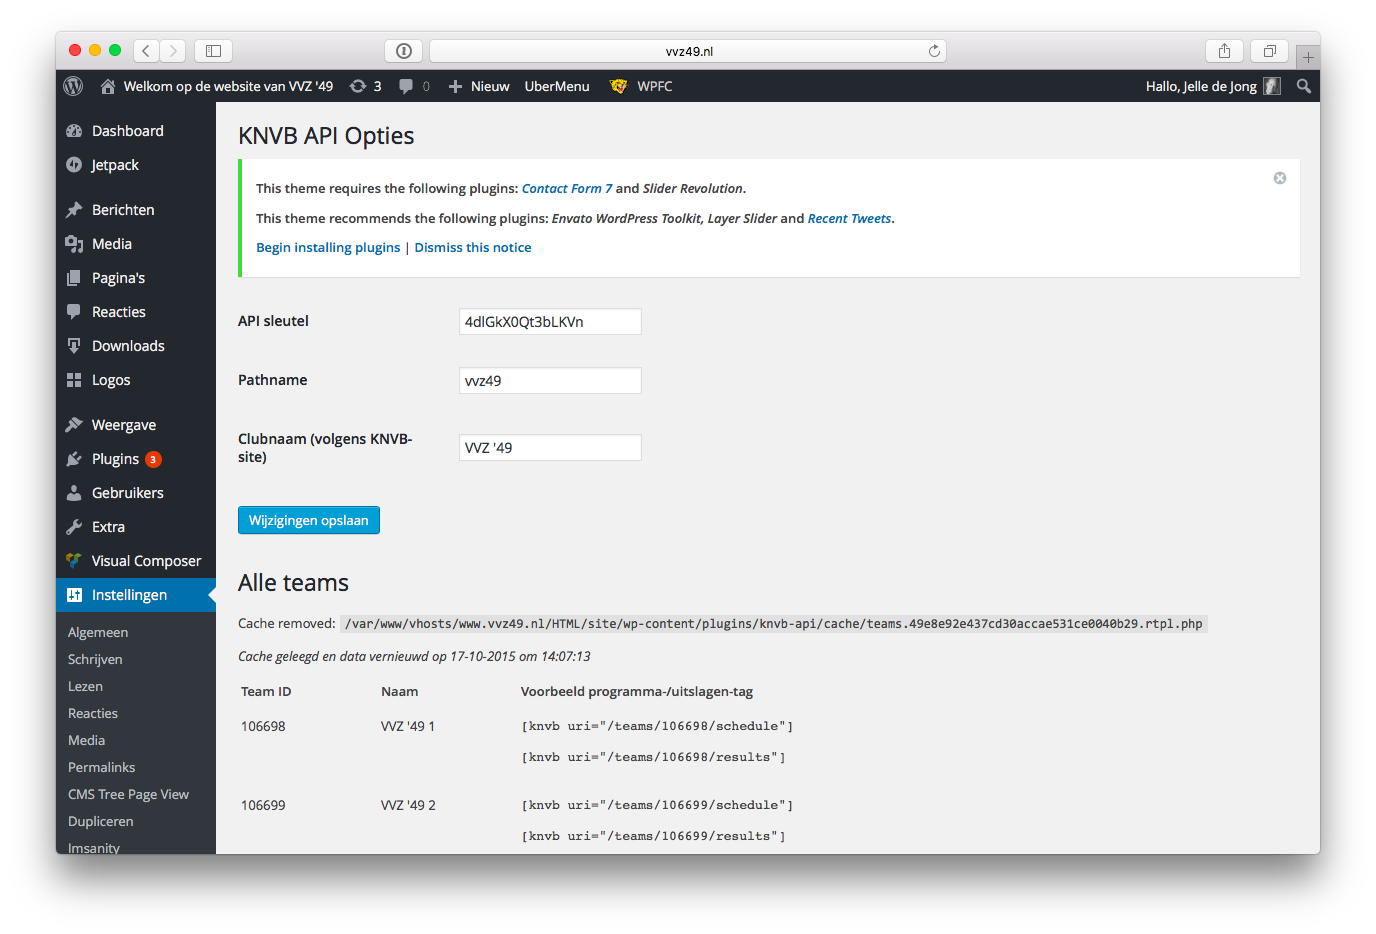 vvz49.nl
Welkom op de website van VVZ '49 3 0 Nieuw UberMenu WPFC Hallo, Jelle de Jong
Dashboard
Jetpack
Berichten
Media
Pagina's
Reacties
Downloads
Logos
Weergave
Plugins 3
Gebruikers
Extra
Visual Composer
Instellingen
Algemeen
Schrijven
Lezen
Reacties
Media
Permalinks
CMS Tree Page View
Dupliceren
Imsanity
KNVB API Opties
This theme requires the following plugins: Contact Form 7 and Slider Revolution.
This theme recommends the following plugins: Envato WordPress Toolkit, Layer Slider and Recent Tweets.
Begin installing plugins | Dismiss this notice
API sleutel 4dlGkX0Qt3bLKVn
Pathname vvz49
Clubnaam (volgens KNVB-
site) VVZ '49
Wijzigingen opslaan
Alle teams
Cache removed: /var/www/vhosts/www.vvz49.nl/HTML/site/wp-content/plugins/knvb-api/cache/teams.49e8e92e437cd30accae531ce0040b29.rtpl.php
Cache geleegd en data vernieuwd op 17-10-2015 om 14:07:13
Team ID Naam Voorbeeld programma-/uitslagen-tag
106698 VVZ '49 1 [knvb uri="/teams/106698/schedule"]
[knvb uri="/teams/106698/results"]
106699 VVZ '49 2 [knvb uri="/teams/106699/schedule"]
[knvb uri="/teams/106699/results"]